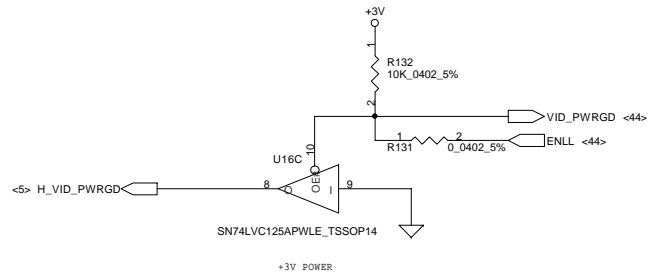 +3V
1
R132
10K_0402_5%
2
VID_PWRGD <44>
1 2
R131 0_0402_5%
ENLL <44>
10
U16C
<5> H_VID_PWRGD
8 O OE# I 9
SN74LVC125APWLE_TSSOP14
+3V POWER